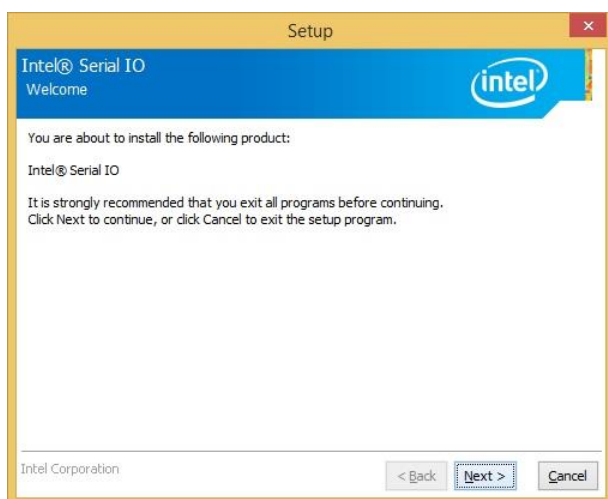 Setup
Intel® Serial IO
Welcome
intel
You are about to install the following product:
Intel® Serial IO
It is strongly recommended that you exit all programs before continuing.
Click Next to continue, or click Cancel to exit the setup program.
Intel Corporation
< Back Next > Cancel